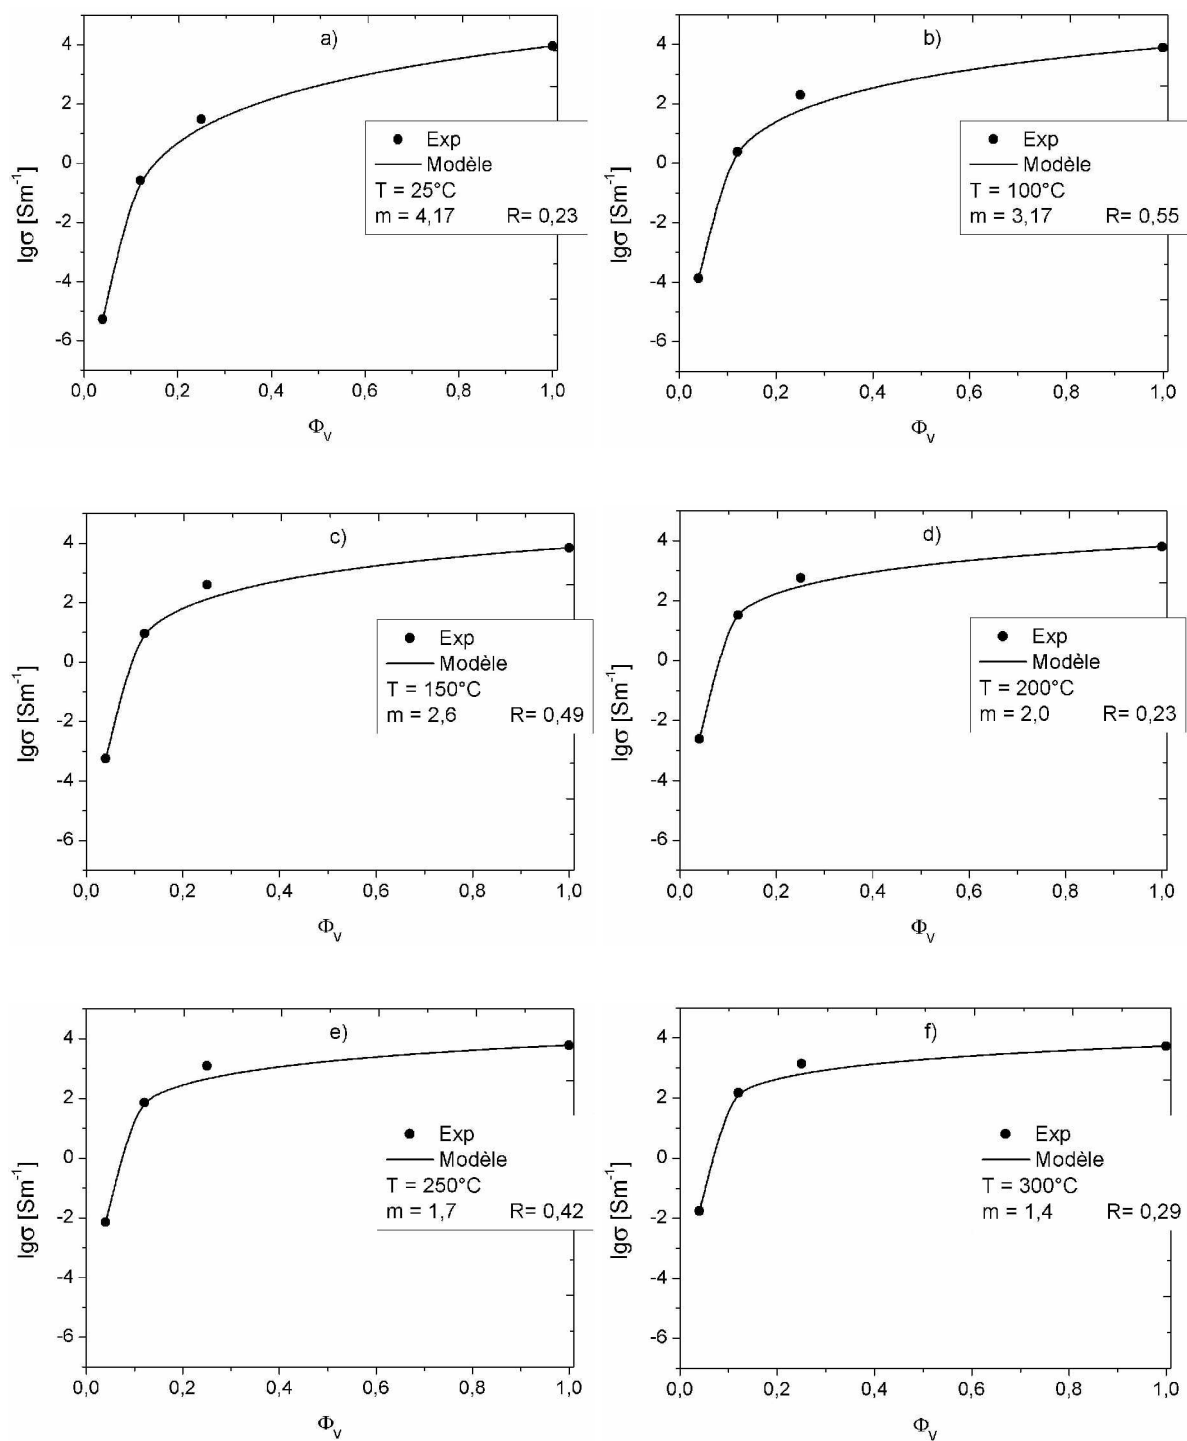 a)
4
2
0
-2
-4
-6
lgσ [Sm⁻¹]
Exp
Modèle
T = 25°C
m = 4,17 R= 0,23
0,0 0,2 0,4 0,6 0,8 1,0
Φv
b)
4
2
0
-2
-4
-6
lgσ [Sm⁻¹]
Exp
Modèle
T = 100°C
m = 3,17 R= 0,55
0,0 0,2 0,4 0,6 0,8 1,0
Φv
c)
4
2
0
-2
-4
-6
lgσ [Sm⁻¹]
Exp
Modèle
T = 150°C
m = 2,6 R= 0,49
0,0 0,2 0,4 0,6 0,8 1,0
Φv
d)
4
2
0
-2
-4
-6
lgσ [Sm⁻¹]
Exp
Modèle
T = 200°C
m = 2,0 R= 0,23
0,0 0,2 0,4 0,6 0,8 1,0
Φv
e)
4
2
0
-2
-4
-6
lgσ [Sm⁻¹]
Exp
Modèle
T = 250°C
m = 1,7 R= 0,42
0,0 0,2 0,4 0,6 0,8 1,0
Φv
f)
4
2
0
-2
-4
-6
lgσ [Sm⁻¹]
Exp
Modèle
T = 300°C
m = 1,4 R= 0,29
0,0 0,2 0,4 0,6 0,8 1,0
Φv